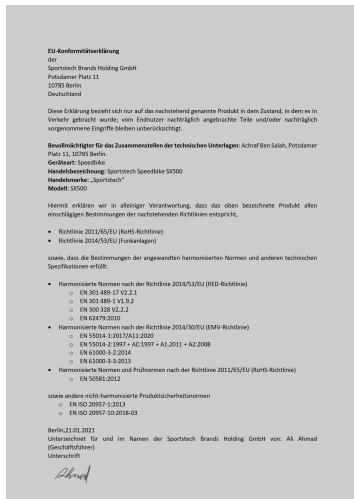 EU-Konformitätserklärung
der
Sportstech Brands Holding GmbH
Potsdamer Platz 11
10785 Berlin
Deutschland
Diese Erklärung bezieht sich nur auf das nachstehend genannte Produkt in dem Zustand, in dem es in
Verkehr gebracht wurde; vom Endnutzer nachträglich angebrachte Teile und/oder nachträglich
vorgenommene Eingriffe bleiben unberücksichtigt.
Bevollmächtigter für das Zusammenstellen der technischen Unterlagen: Achraf Ben Salah, Potsdamer
Platz 11, 10785 Berlin.
Geräteart: Speedbike
Handelsbezeichnung: Sportstech Speedbike SX500
Handelsmarke: „Sportstech“
Modell: SX500
Hiermit erklären wir in alleiniger Verantwortung, dass das oben bezeichnete Produkt allen
einschlägigen Bestimmungen der nachstehenden Richtlinien entspricht,
• Richtlinie 2011/65/EU (RoHS-Richtlinie)
• Richtlinie 2014/53/EU (Funkanlagen)
sowie, dass die Bestimmungen der angewandten harmonisierten Normen und anderen technischen
Spezifikationen erfüllt:
• Harmonisierte Normen nach der Richtlinie 2014/53/EU (RED-Richtlinie)
o EN 301 489-17 V2.2.1
o EN 301 489-1 V1.9.2
o EN 300 328 V2.2.2
o EN 62479:2010
• Harmonisierte Normen nach der Richtlinie 2014/30/EU (EMV-Richtlinie)
o EN 55014-1:2017/A11:2020
o EN 55014-2:1997 + AC:1997 + A1.2011 + A2:2008
o EN 61000-3-2:2014
o EN 61000-3-3:2013
• Harmonisierte Normen und Prüfnormen nach der Richtlinie 2011/65/EU (RoHS-Richtlinie)
o EN 50581:2012
sowie andere nicht-harmonisierte Produktsicherheitsnormen
o EN ISO 20957-1:2013
o EN ISO 20957-10:2018-03
Berlin,21.01.2021
Unterzeichnet für und im Namen der Sportstech Brands Holding GmbH von: Ali Ahmad
(Geschäftsführer)
Unterschrift
Ahmad